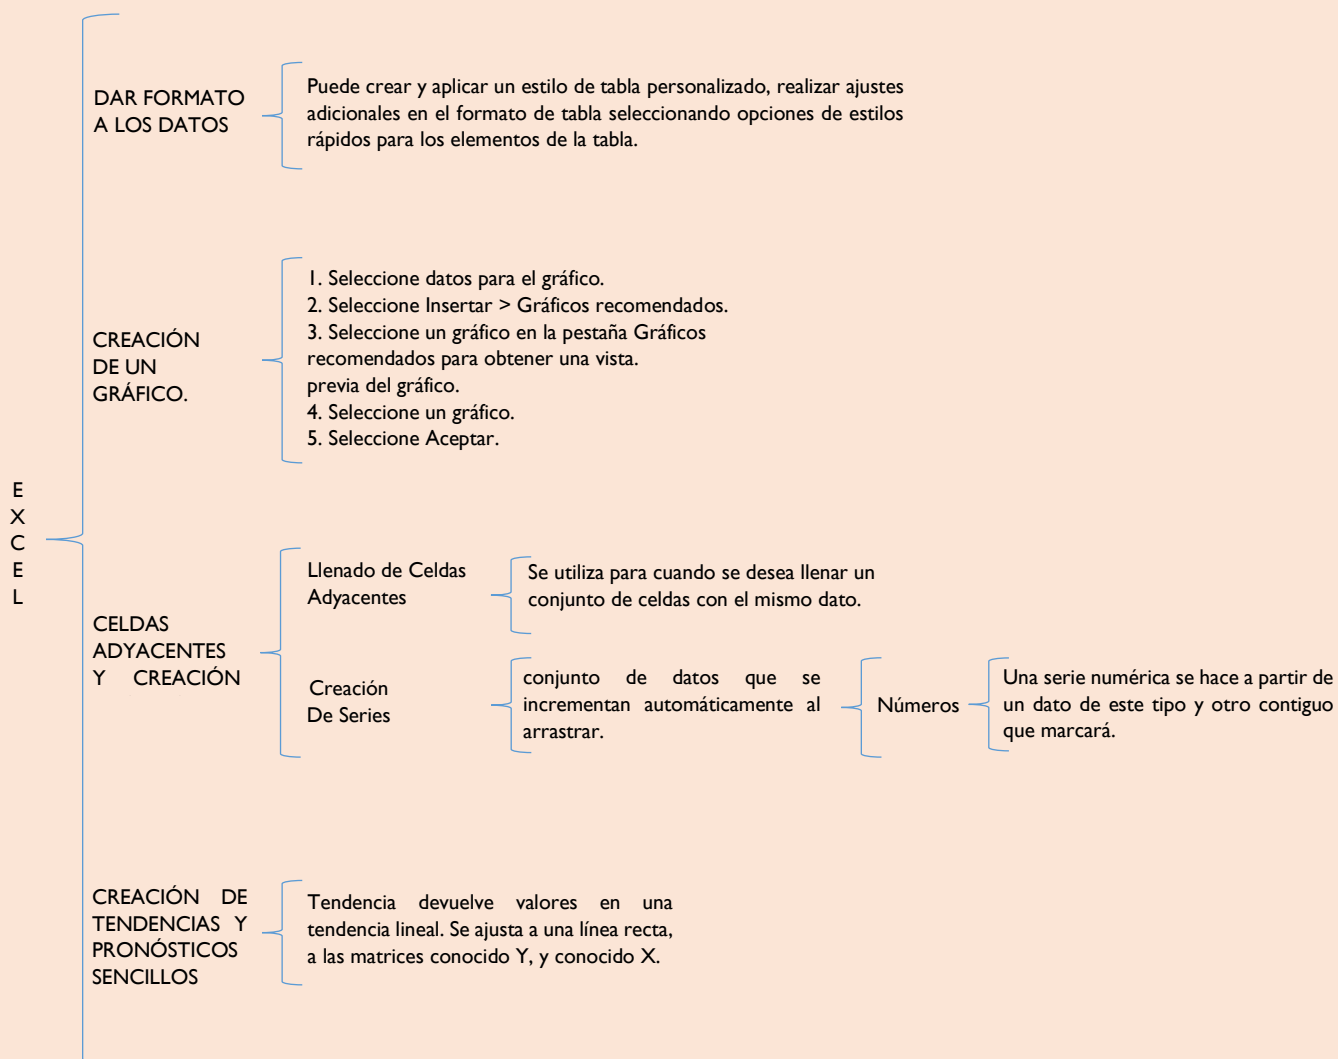 E
X
C
E
L
DAR FORMATO
A LOS DATOS
Puede crear y aplicar un estilo de tabla personalizado, realizar ajustes
adicionales en el formato de tabla seleccionando opciones de estilos
rápidos para los elementos de la tabla.
CREACIÓN
DE UN
GRÁFICO.
1. Seleccione datos para el gráfico.
2. Seleccione Insertar > Gráficos recomendados.
3. Seleccione un gráfico en la pestaña Gráficos
recomendados para obtener una vista.
previa del gráfico.
4. Seleccione un gráfico.
5. Seleccione Aceptar.
CELDAS
ADYACENTES
Y CREACIÓN
Llenado de Celdas
Adyacentes
Se utiliza para cuando se desea llenar un
conjunto de celdas con el mismo dato.
Creación
De Series
conjunto de datos que se
incrementan automáticamente al
arrastrar.
Números
Una serie numérica se hace a partir de
un dato de este tipo y otro contiguo
que marcará.
CREACIÓN DE
TENDENCIAS Y
PRONÓSTICOS
SENCILLOS
Tendencia devuelve valores en una
tendencia lineal. Se ajusta a una línea recta,
a las matrices conocido Y, y conocido X.